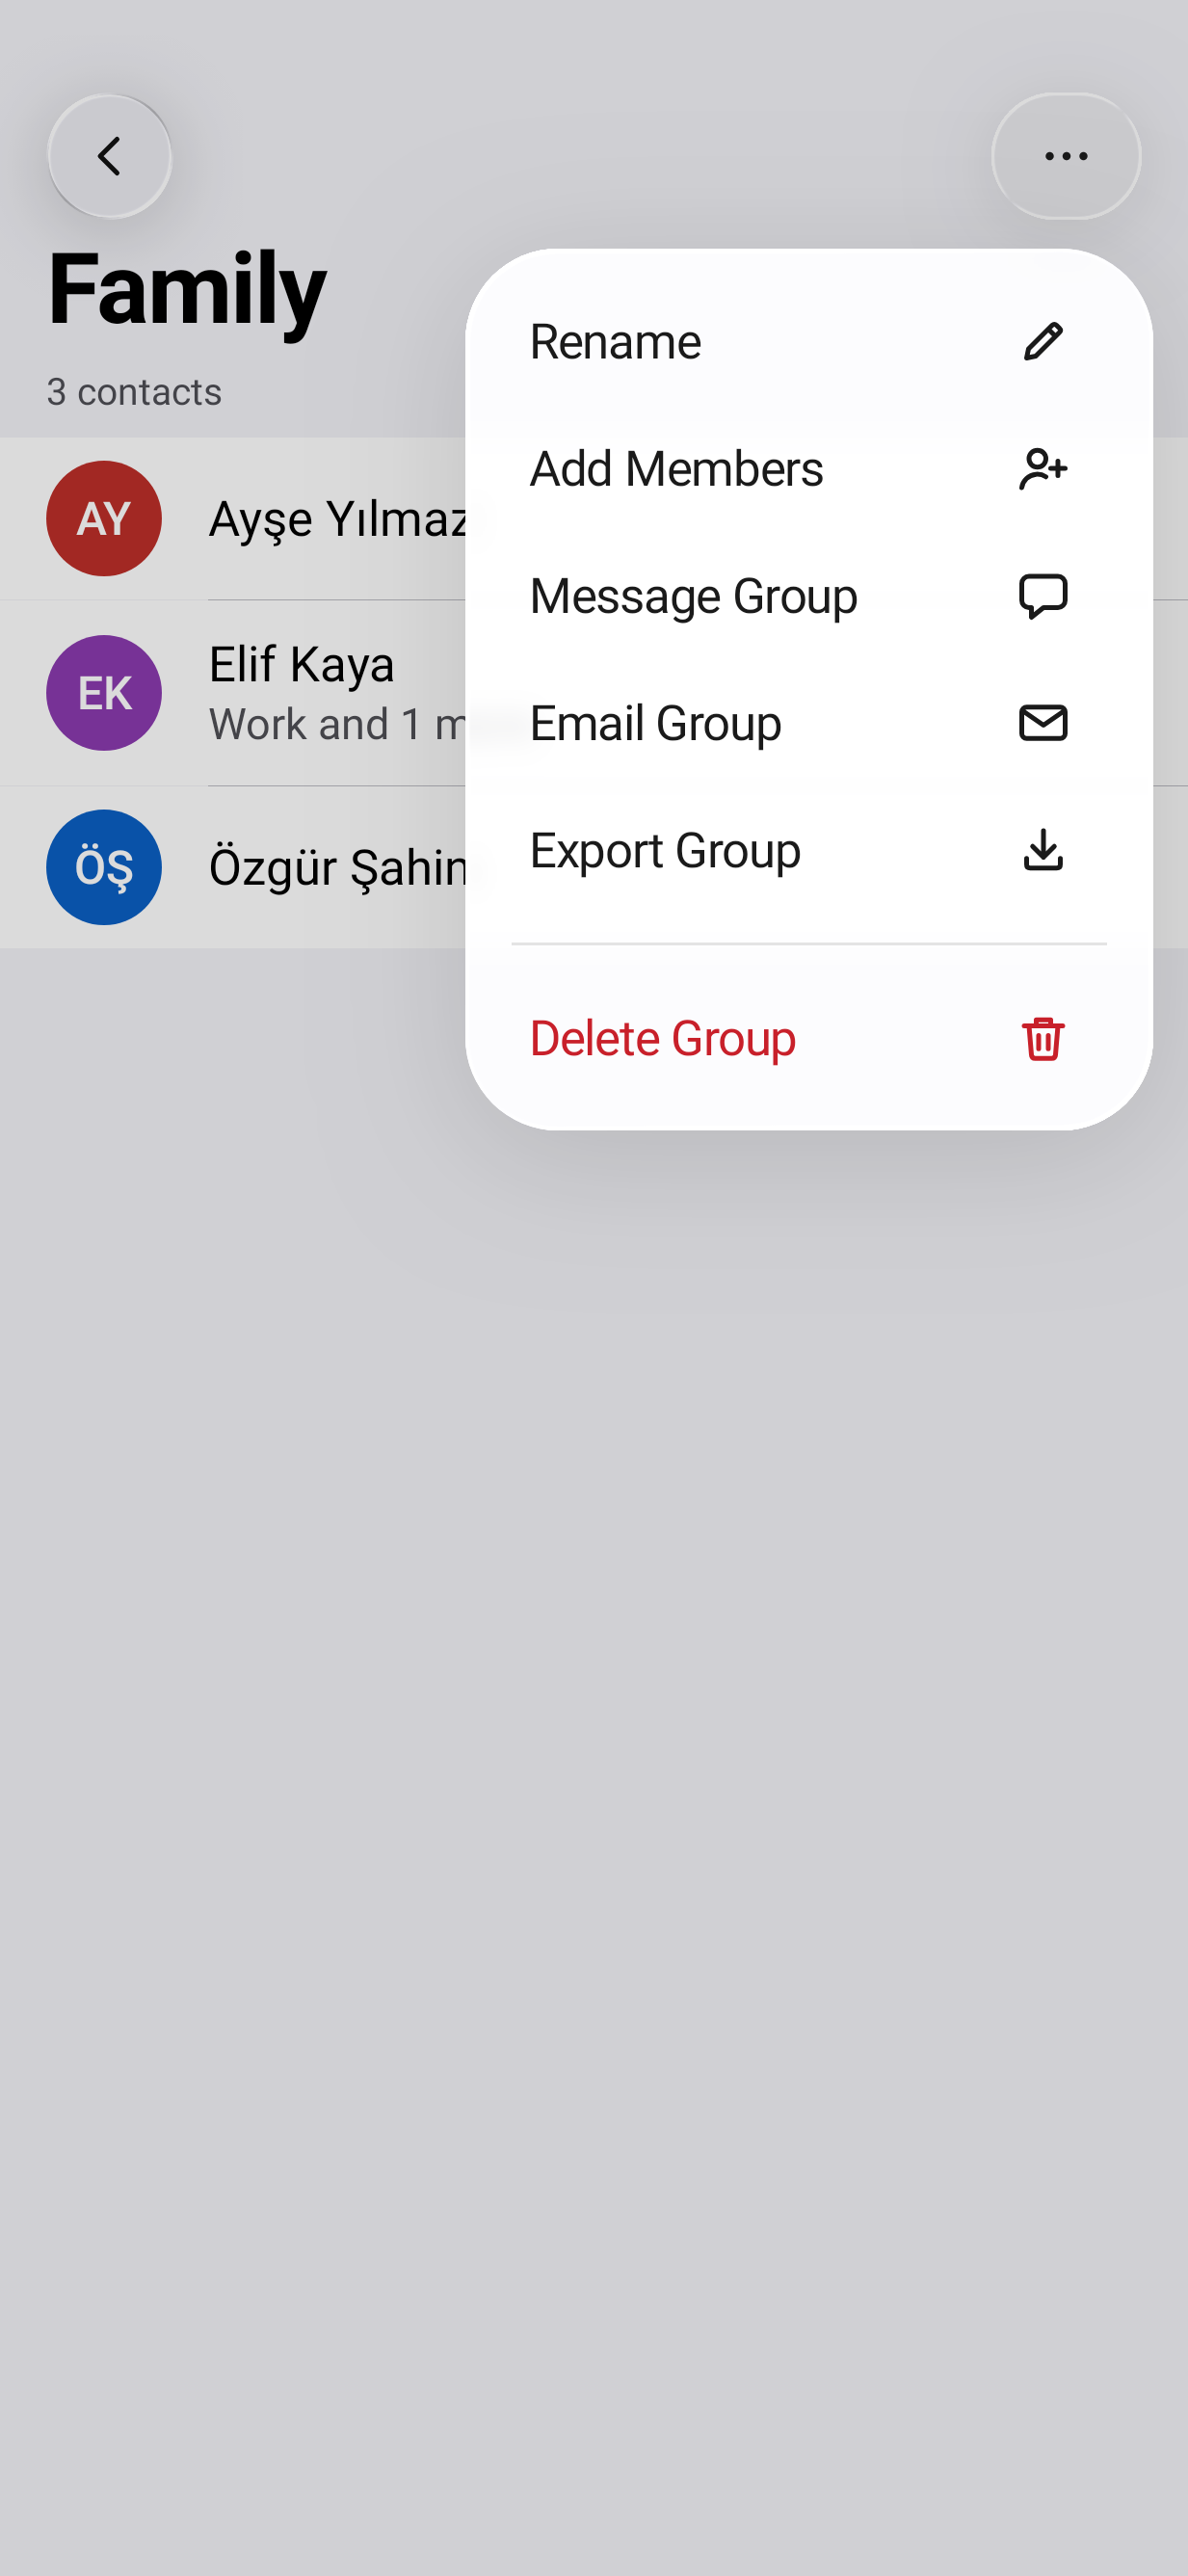 Family
3 contacts
AY
Ayşe Yılmaz
EK
Elif Kaya
Work and 1
ÖŞ
Özgür Şahin
Rename
Add Members
Message Group
Email Group
Export Group
Delete Group